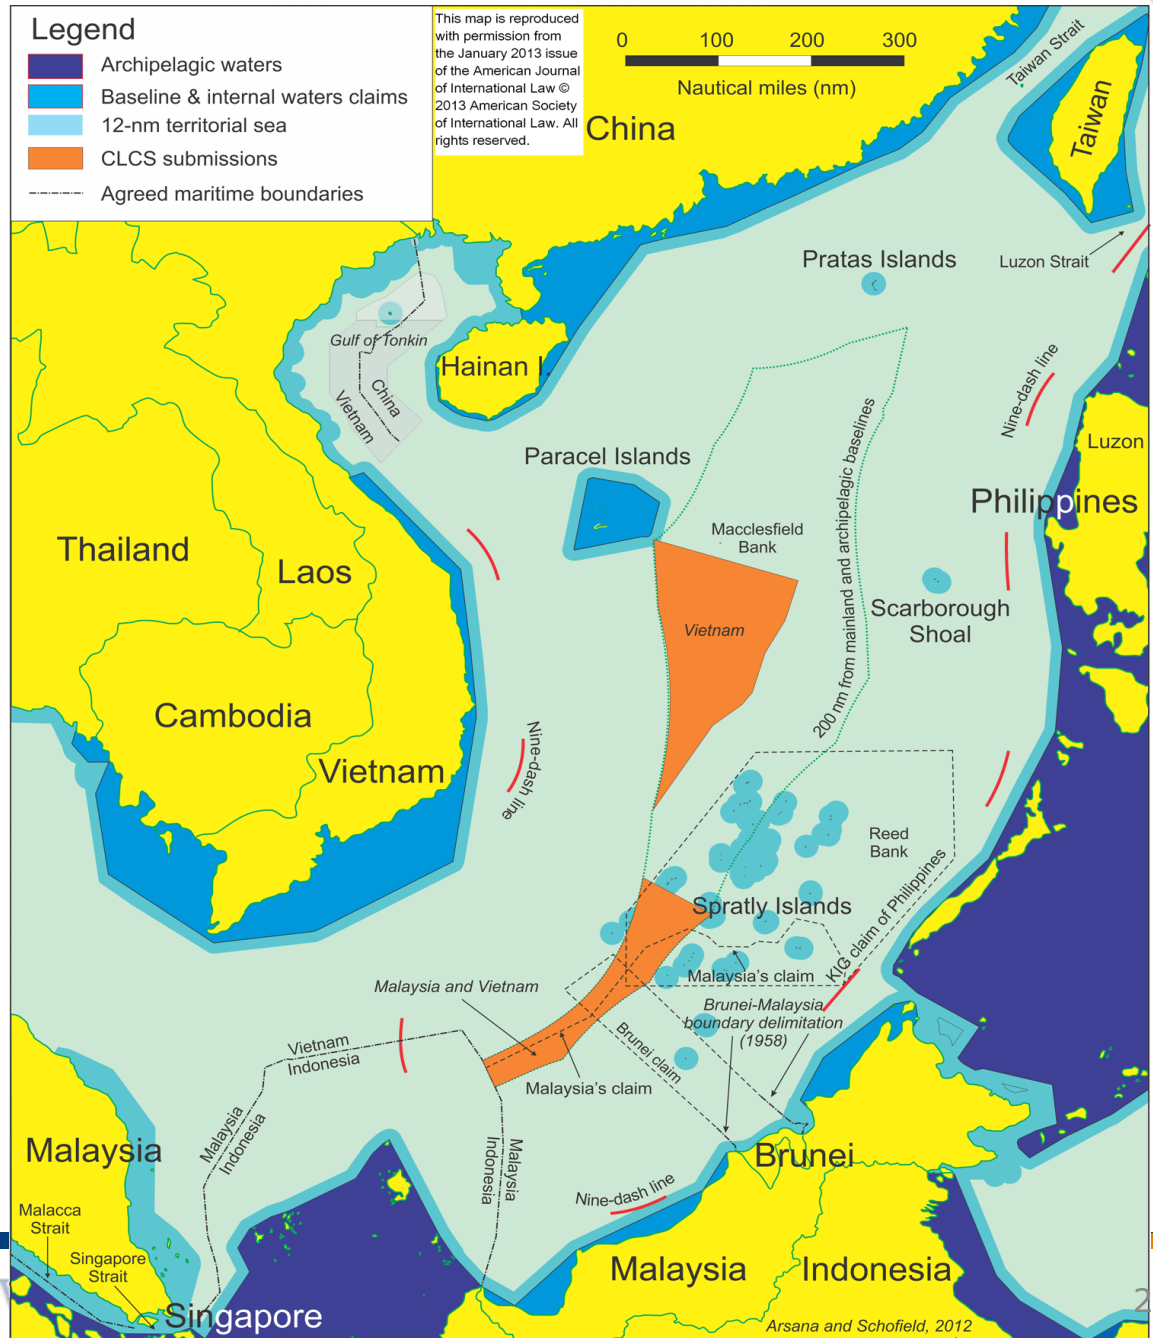 Legend
Archipelagic waters
Baseline & internal waters claims
12-nm territorial sea
CLCS submissions
Agreed maritime boundaries
This map is reproduced
with permission from
the January 2013 issue
of the American Journal
of International Law ©
2013 American Society
of International Law. All
rights reserved.
0 100 200 300
Nautical miles (nm)
China
Taiwan Strait
Taiwan
Luzon Strait
Pratas Islands
Gulf of Tonkin
China
Vietnam
Hainan I.
Nine-dash line
Luzon
Philippines
Paracel Islands
Macclesfield
Bank
200 nm from mainland and archipelagic baselines
Scarborough
Shoal
Thailand
Laos
Vietnam
Cambodia
Vietnam
Nine-dash line
Reed
Bank
Spratly Islands
KIG claim of Philippines
Malaysia's claim
Malaysia and Vietnam
Brunei-Malaysia
boundary delimitation
(1958)
Brunei claim
Malaysia's claim
Vietnam
Indonesia
Malaysia
Indonesia
Malaysia
Indonesia
Malaysia
Brunei
Nine-dash line
Malacca
Strait
Singapore
Strait
Singapore
Malaysia
Indonesia
Arsana and Schofield, 2012
2